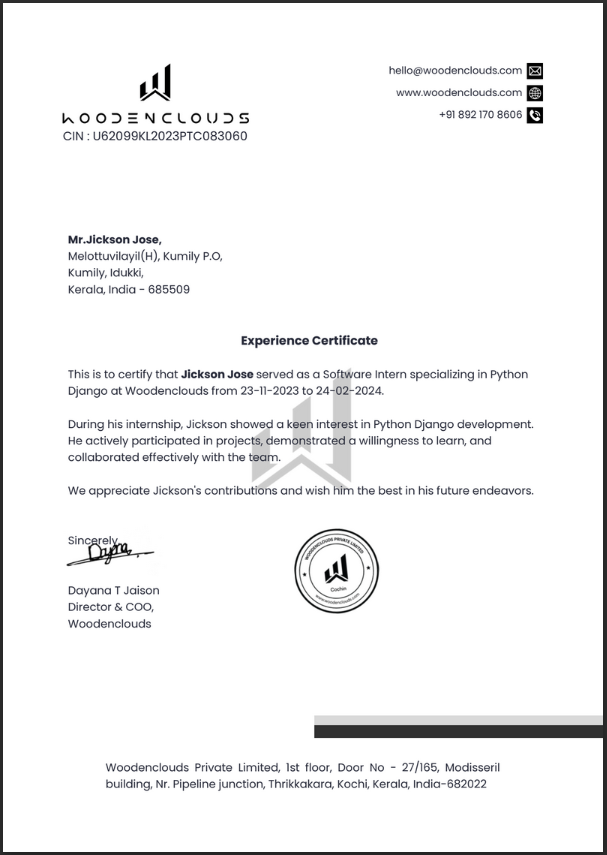 hello@woodenclouds.com
www.woodenclouds.com
+91 892 170 8606
WOODENCLOUDS
CIN : U62099KL2023PTC083060
Mr.Jickson Jose,
Melottuvilayil(H), Kumily P.O,
Kumily, Idukki,
Kerala, India - 685509
Experience Certificate
This is to certify that Jickson Jose served as a Software Intern specializing in Python
Django at Woodenclouds from 23-11-2023 to 24-02-2024.
During his internship, Jickson showed a keen interest in Python Django development.
He actively participated in projects, demonstrated a willingness to learn, and
collaborated effectively with the team.
We appreciate Jickson's contributions and wish him the best in his future endeavors.
Sincerely,
Dayana
WOODENCLOUDS PRIVATE LIMITED
Cochin
www.woodenclouds.com
Dayana T Jaison
Director & COO,
Woodenclouds
Woodenclouds Private Limited, 1st floor, Door No - 27/165, Modisseril
building, Nr. Pipeline junction, Thrikkakara, Kochi, Kerala, India-682022